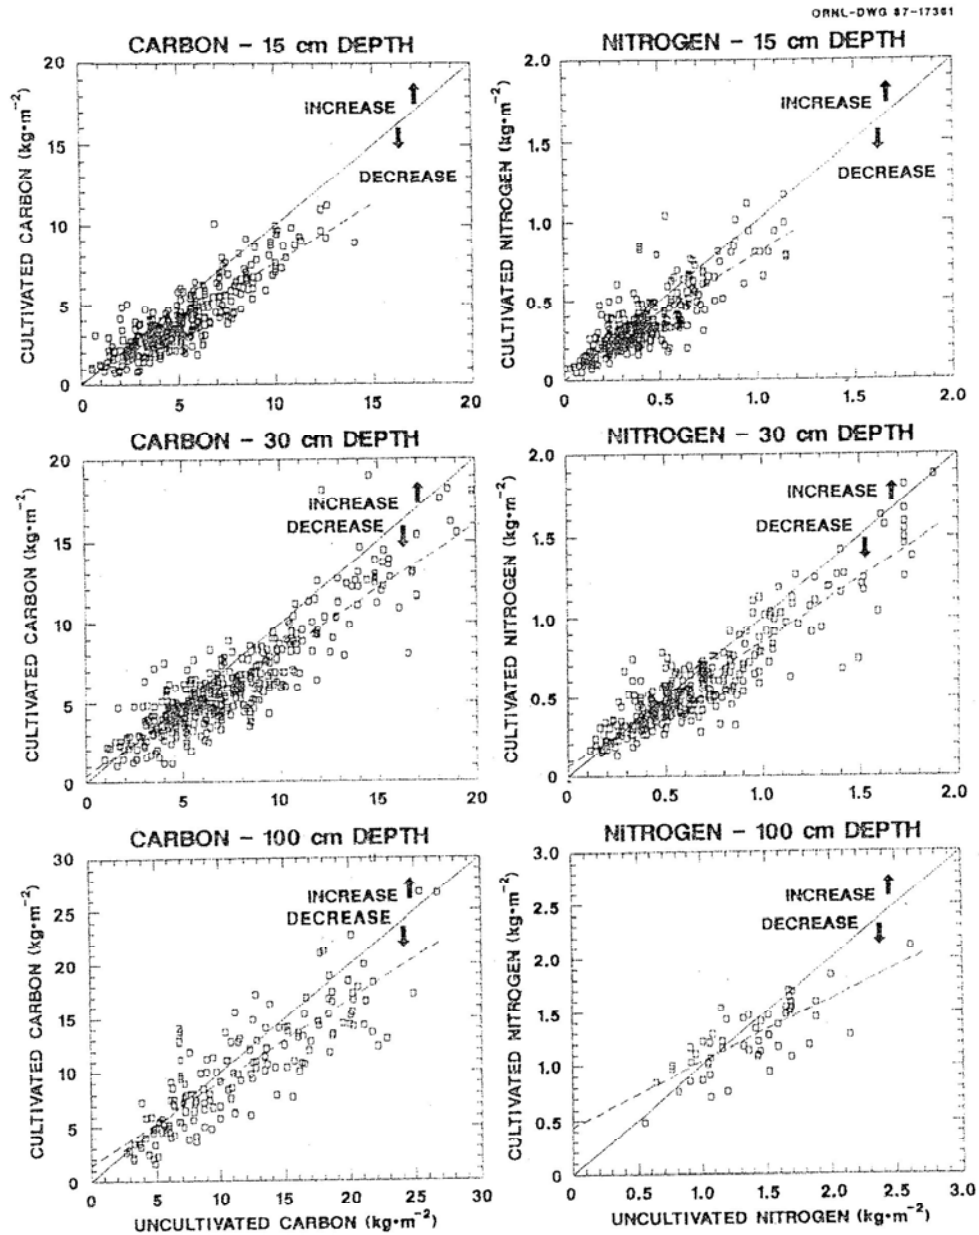 ORNL-DWG 87-17361
CARBON - 15 cm DEPTH
CULTIVATED CARBON (kg·m⁻²)
20
15
10
5
0
INCREASE
DECREASE
0 5 10 15 20
NITROGEN - 15 cm DEPTH
CULTIVATED NITROGEN (kg·m⁻²)
2.0
1.5
1.0
0.5
0
INCREASE
DECREASE
0 0.5 1.0 1.5 2.0
CARBON - 30 cm DEPTH
CULTIVATED CARBON (kg·m⁻²)
20
15
10
5
0
INCREASE
DECREASE
0 5 10 15 20
NITROGEN - 30 cm DEPTH
CULTIVATED NITROGEN (kg·m⁻²)
2.0
1.5
1.0
0.5
0
INCREASE
DECREASE
0 0.5 1.0 1.5 2.0
CARBON - 100 cm DEPTH
CULTIVATED CARBON (kg·m⁻²)
30
25
20
15
10
5
0
INCREASE
DECREASE
0 5 10 15 20 25 30
UNCULTIVATED CARBON (kg·m⁻²)
NITROGEN - 100 cm DEPTH
CULTIVATED NITROGEN (kg·m⁻²)
3.0
2.5
2.0
1.5
1.0
0.5
0
INCREASE
DECREASE
0 0.5 1.0 1.5 2.0 2.5 3.0
UNCULTIVATED NITROGEN (kg·m⁻²)